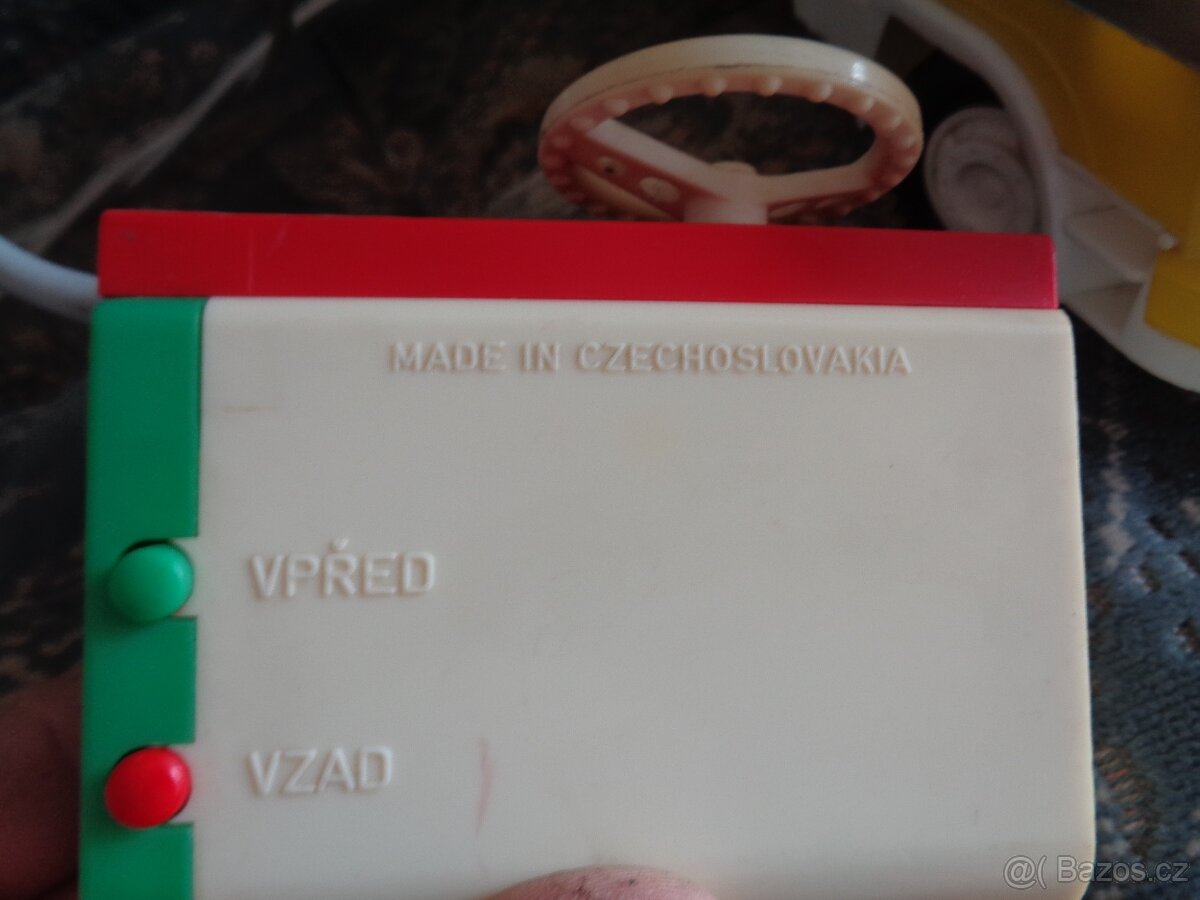 MADE IN CZECHOSLOVAKIA
VPŘED
VZAD
@( Bazos.cz